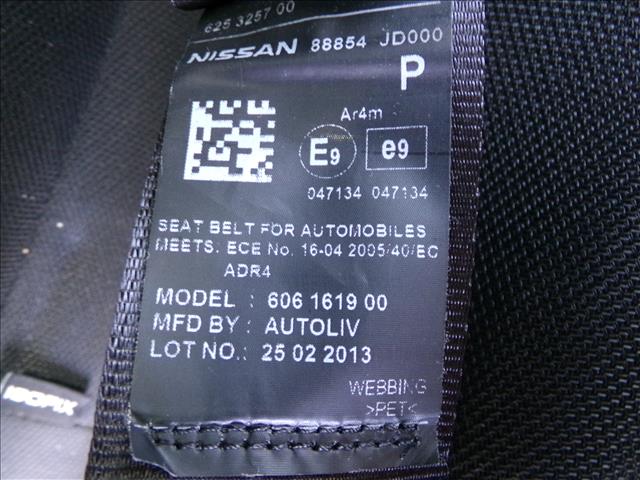 625 3257 00
NISSAN 88854 JD000
P
Ar4m
E9 e9
047134 047134
SEAT BELT FOR AUTOMOBILES
MEETS: ECE No. 16-04 2005/40/EC
ADR4
MODEL : 606 1619 00
MFD BY : AUTOLIV
LOT NO.: 25 02 2013
WEBBING
>PET<
ISOFIX